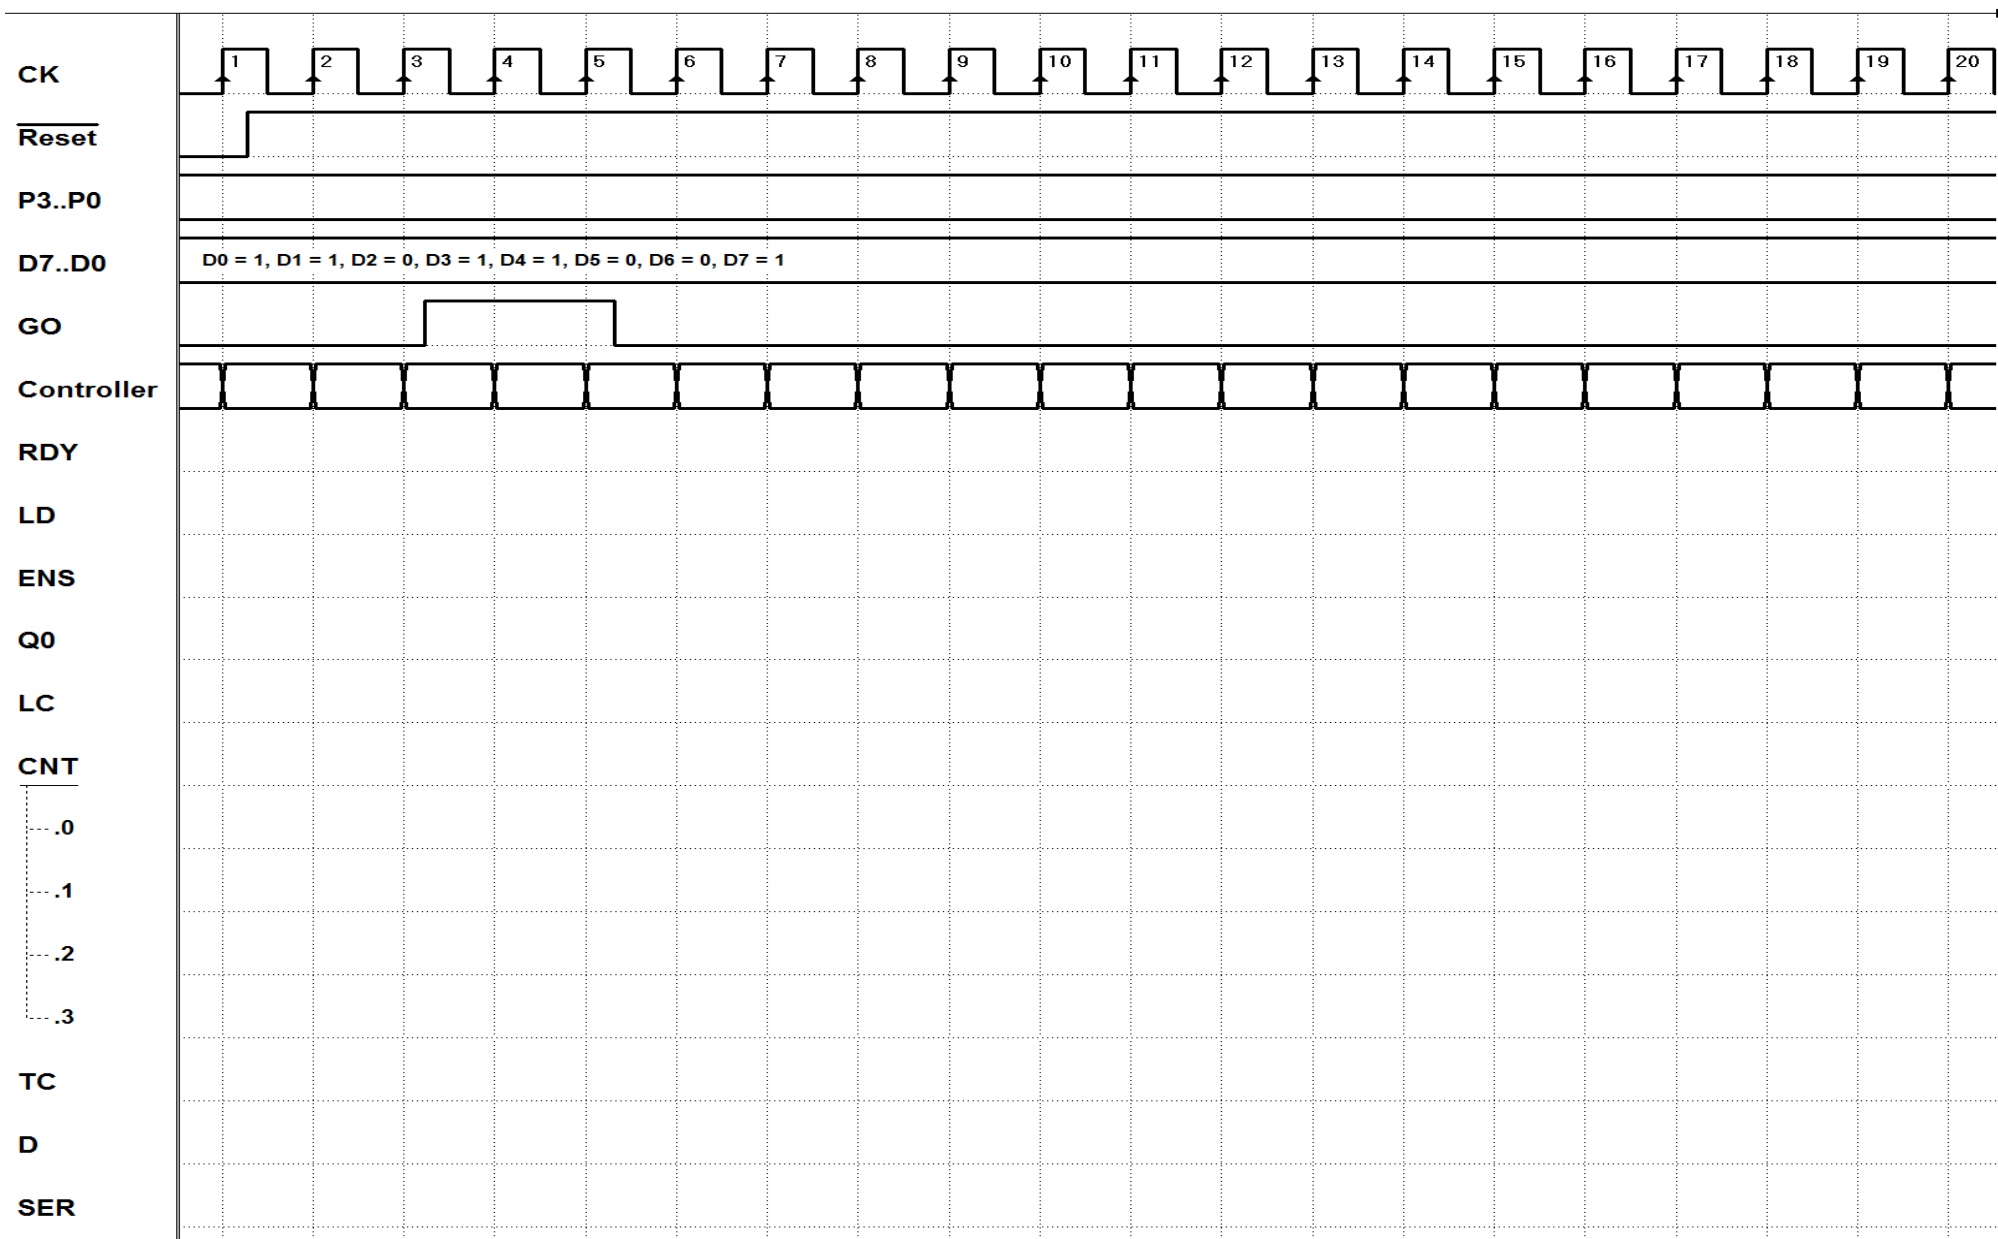 CK 1 2 3 4 5 6 7 8 9 10 11 12 13 14 15 16 17 18 19 20
Reset
P3..P0
D7..D0 D0 = 1, D1 = 1, D2 = 0, D3 = 1, D4 = 1, D5 = 0, D6 = 0, D7 = 1
GO
Controller
RDY
LD
ENS
Q0
LC
CNT
.0
.1
.2
.3
TC
D
SER